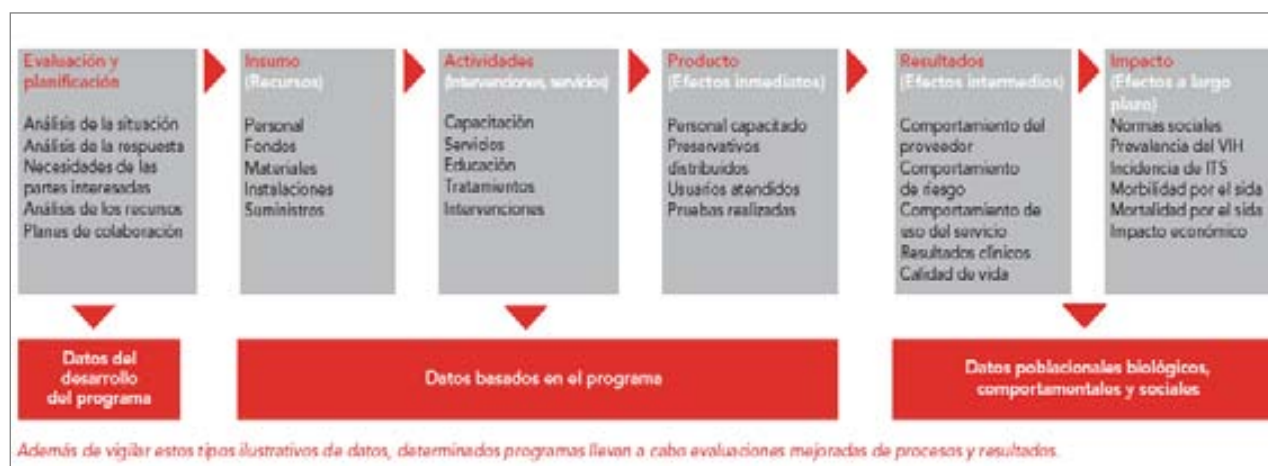 Evaluación y
planificación
Análisis de la situación
Análisis de la respuesta
Necesidades de las
partes interesadas
Análisis de los recursos
Planes de colaboración
Insumo
(Recursos)
Personal
Fondos
Materiales
Instalaciones
Suministros
Actividades
(Intervenciones, servicios)
Capacitación
Servicios
Educación
Tratamientos
Intervenciones
Producto
(Efectos inmediatos)
Personal capacitado
Preservativos
distribuidos
Usuarios atendidos
Pruebas realizadas
Resultados
(Efectos intermedios)
Comportamiento del
proveedor
Comportamiento
de riesgo
Comportamiento de
uso del servicio
Resultados clínicos
Calidad de vida
Impacto
(Efectos a largo
plazo)
Normas sociales
Prevalencia del VIH
Incidencia de ITS
Morbilidad por el sida
Mortalidad por el sida
Impacto económico
Datos del
desarrollo
del programa
Datos basados en el programa
Datos poblacionales biológicos,
comportamentales y sociales
Además de vigilar estos tipos ilustrativos de datos, determinados programas llevan a cabo evaluaciones mejoradas de procesos y resultados.